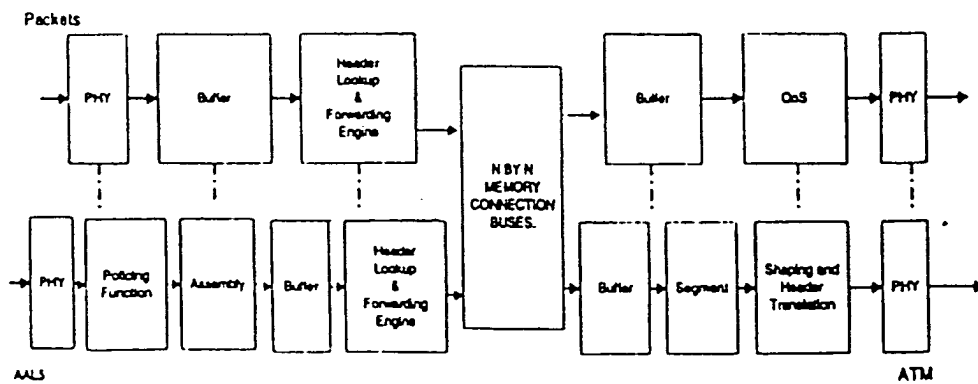 Packets
PHY
Buffer
Header
Lookup
&
Forwarding
Engine
N BY N
MEMORY
CONNECTION
BUSES.
Buffer
QoS
PHY
PHY
Policing
Function
Assembly
Buffer
Header
Lookup
&
Forwarding
Engine
Buffer
Segment
Shaping and
Header
Translation
PHY
AAL5
ATM